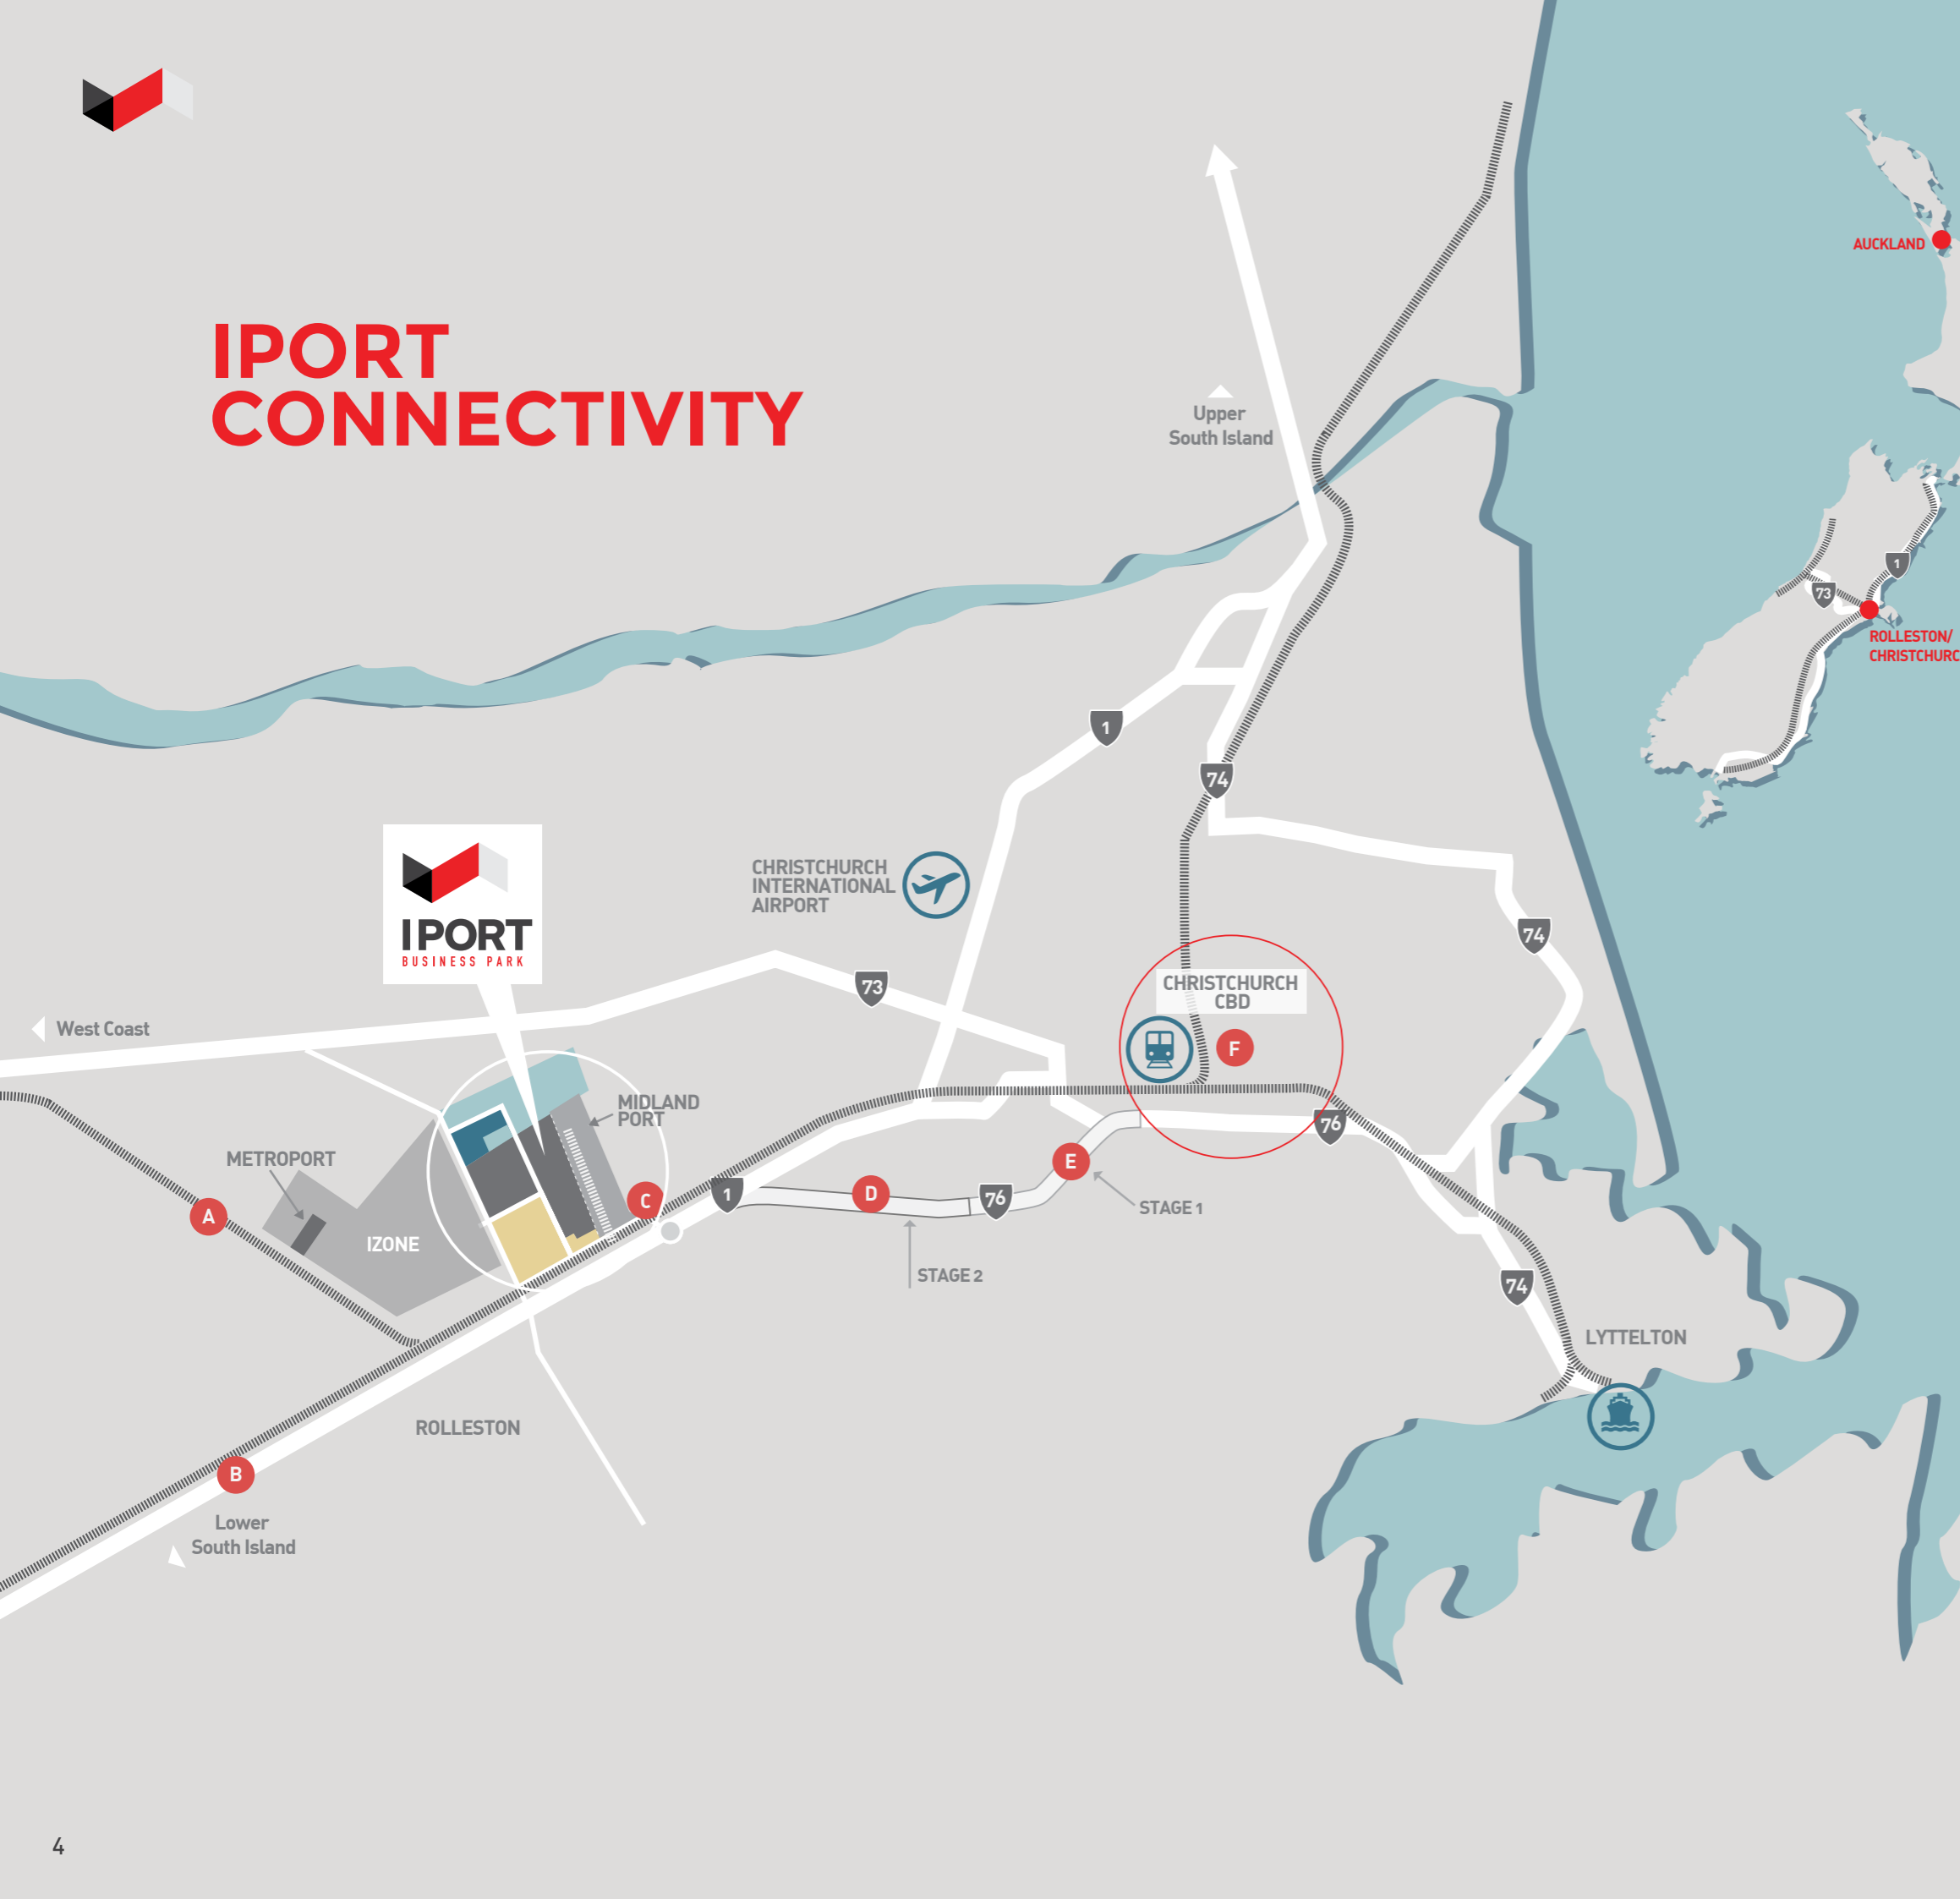 IPORT
CONNECTIVITY
AUCKLAND
Upper
South Island
1
73
ROLLESTON/
CHRISTCHURC
1
74
CHRISTCHURCH
INTERNATIONAL
AIRPORT
IPORT
BUSINESS PARK
74
73
CHRISTCHURCH
CBD
West Coast
F
MIDLAND
PORT
76
METROPORT
E
A
C
1
D
76
STAGE 1
IZONE
STAGE 2
74
LYTTELTON
ROLLESTON
B
Lower
South Island
4